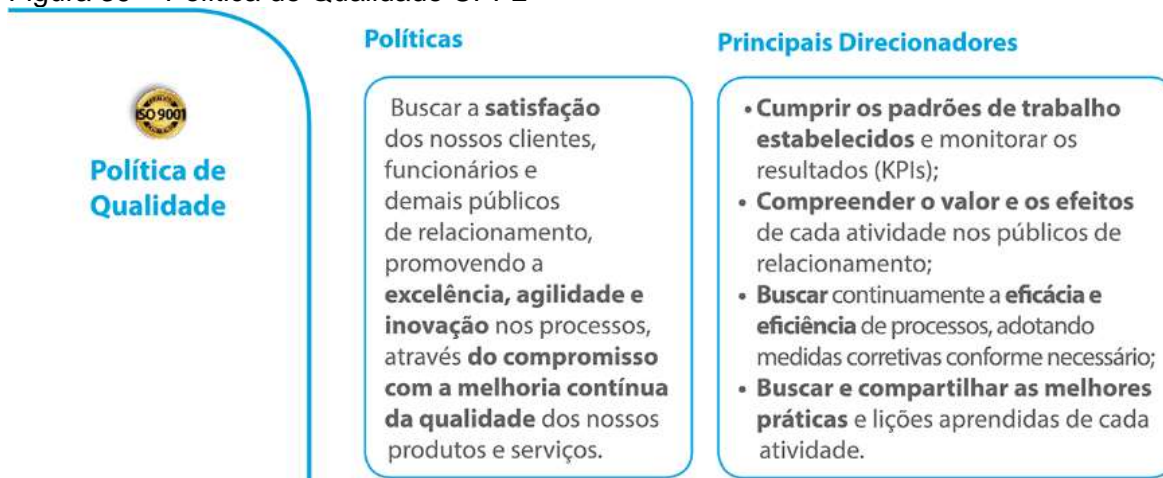 ISO 9001
Política de
Qualidade
Políticas
Buscar a satisfação
dos nossos clientes,
funcionários e
demais públicos
de relacionamento,
promovendo a
excelência, agilidade e
inovação nos processos,
através do compromisso
com a melhoria contínua
da qualidade dos nossos
produtos e serviços.
Principais Direcionadores
• Cumprir os padrões de trabalho
estabelecidos e monitorar os
resultados (KPIs);
• Compreender o valor e os efeitos
de cada atividade nos públicos de
relacionamento;
• Buscar continuamente a eficácia e
eficiência de processos, adotando
medidas corretivas conforme necessário;
• Buscar e compartilhar as melhores
práticas e lições aprendidas de cada
atividade.